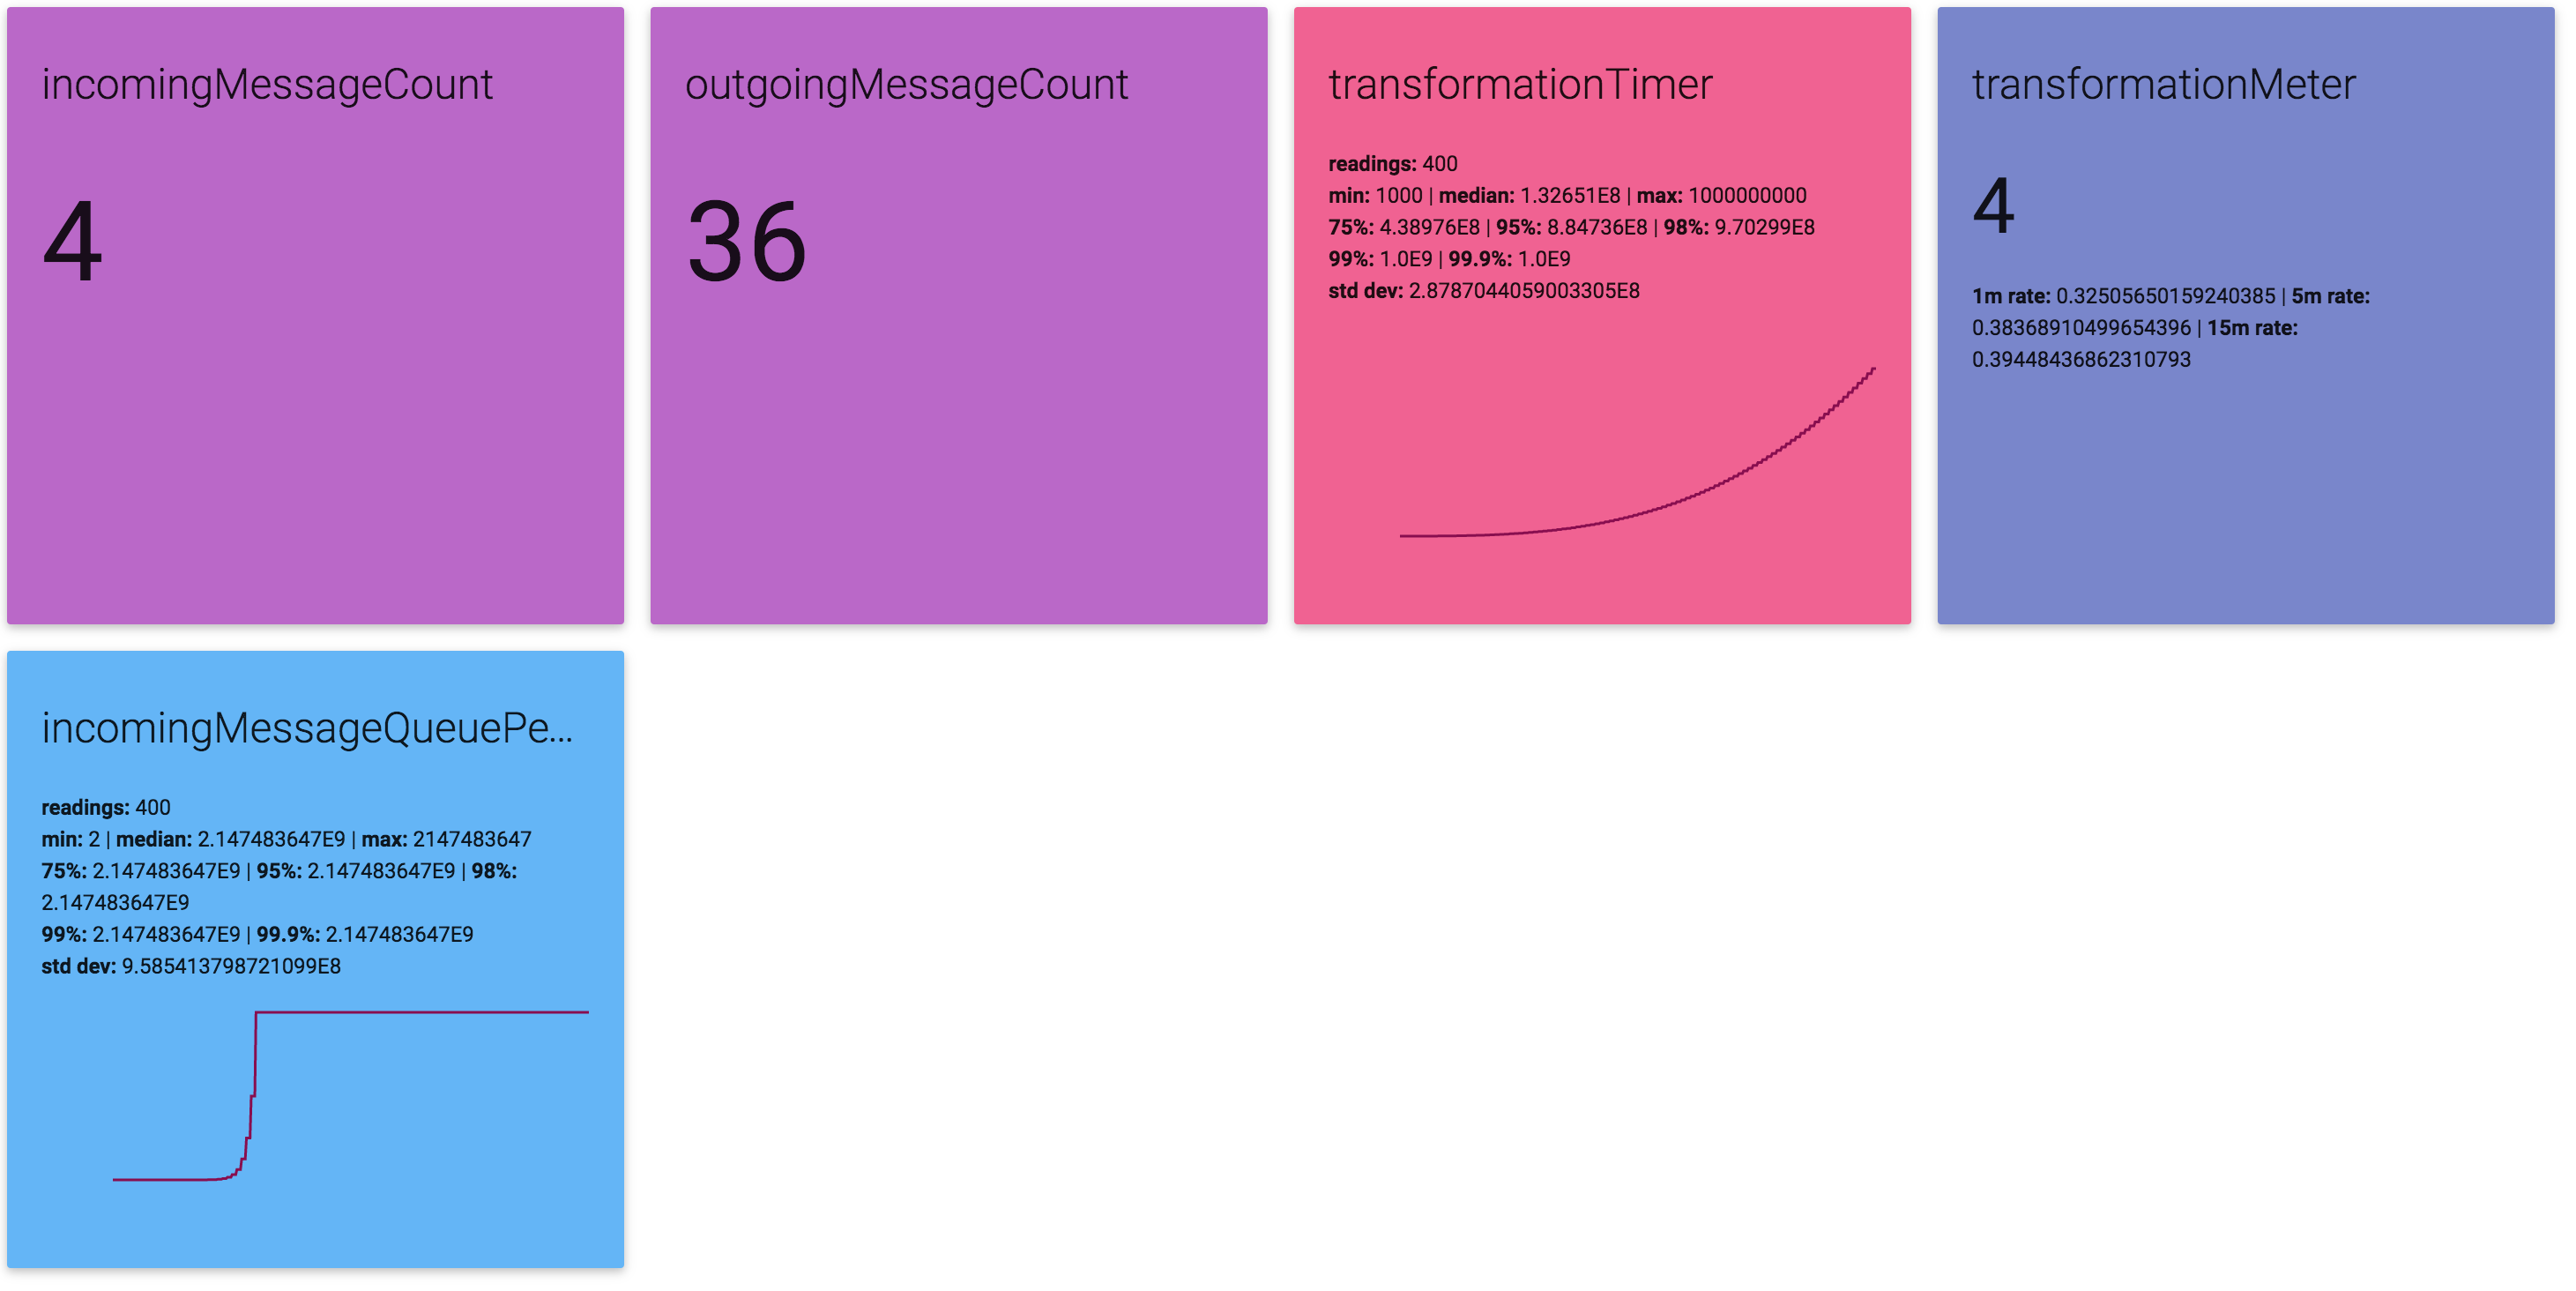 incomingMessageCount
4
outgoingMessageCount
36
transformationTimer
readings: 400
min: 1000 | median: 1.32651E8 | max: 1000000000
75%: 4.38976E8 | 95%: 8.84736E8 | 98%: 9.70299E8
99%: 1.0E9 | 99.9%: 1.0E9
std dev: 2.8787044059003305E8
transformationMeter
4
1m rate: 0.32505650159240385 | 5m rate:
0.38368910499654396 | 15m rate:
0.39448436862310793
incomingMessageQueuePe...
readings: 400
min: 2 | median: 2.147483647E9 | max: 2147483647
75%: 2.147483647E9 | 95%: 2.147483647E9 | 98%:
2.147483647E9
99%: 2.147483647E9 | 99.9%: 2.147483647E9
std dev: 9.585413798721099E8